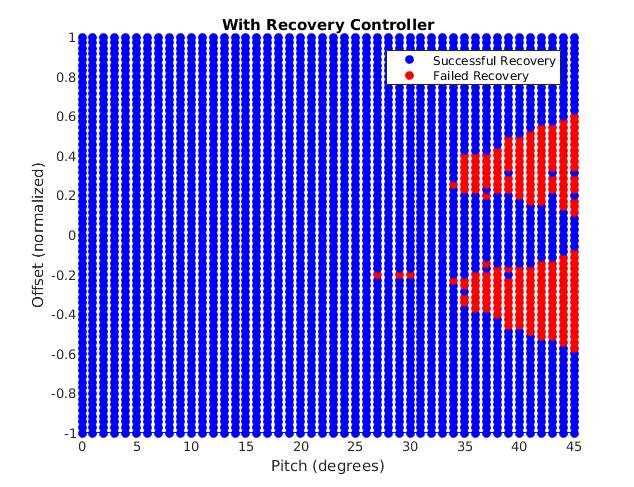 With Recovery Controller
Successful Recovery
Failed Recovery
Offset (normalized)
1
0.8
0.6
0.4
0.2
0
-0.2
-0.4
-0.6
-0.8
-1
0 5 10 15 20 25 30 35 40 45
Pitch (degrees)